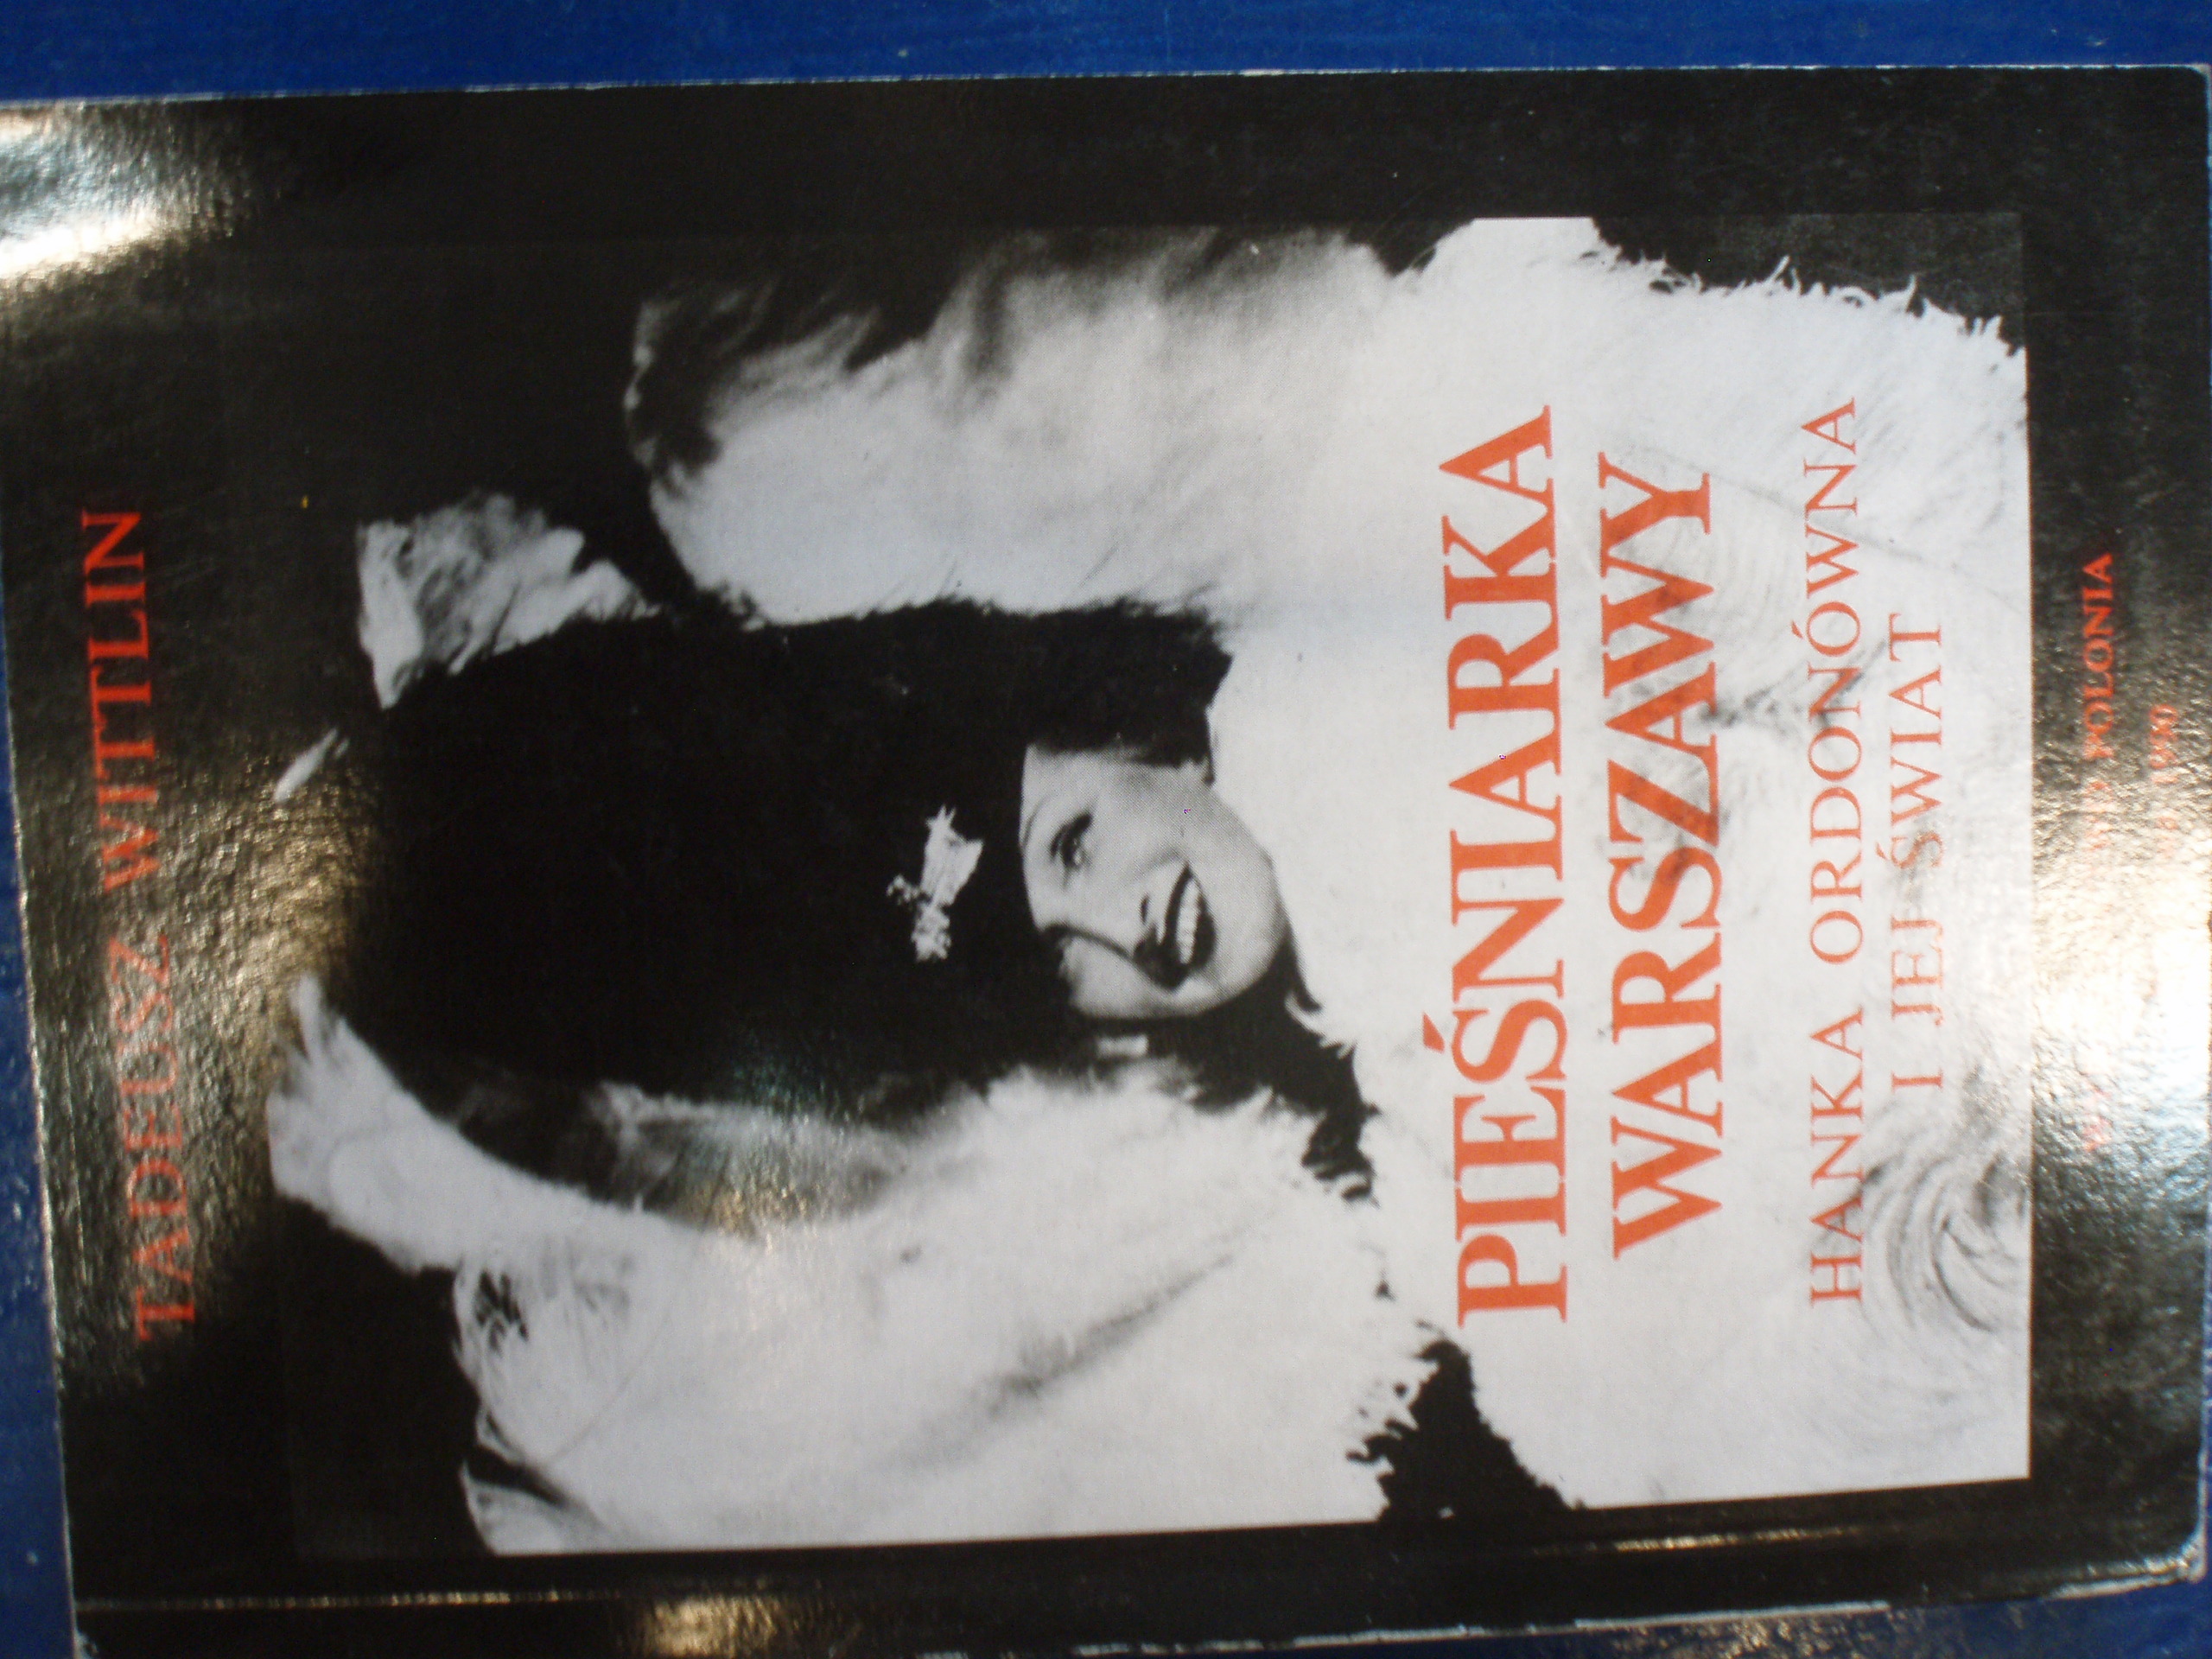 TADEUSZ WITTLIN
PIEŚNIARKA
WARSZAWY
HANKA ORDONÓWNA
I JEJ ŚWIAT
POLONIA